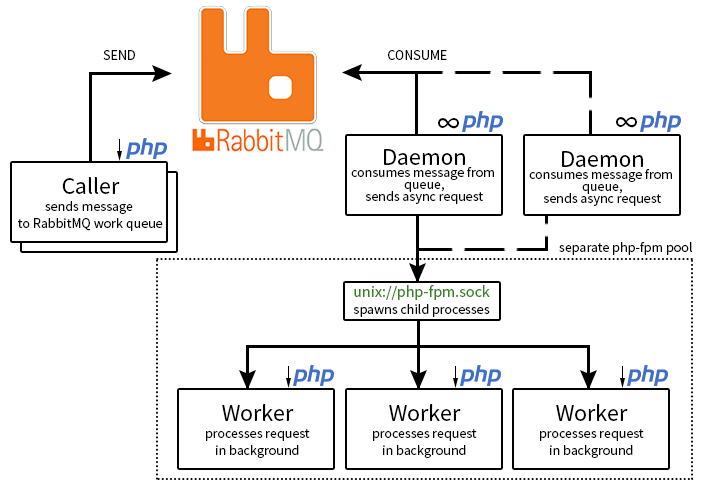 SEND
CONSUME
RabbitMQ
php
∞ php
∞ php
Caller
sends message
to RabbitMQ work queue
Daemon
consumes message from
queue,
sends async request
Daemon
consumes message from
queue,
sends async request
separate php-fpm pool
unix://php-fpm.sock
spawns child processes
php
php
php
Worker
processes request
in background
Worker
processes request
in background
Worker
processes request
in background